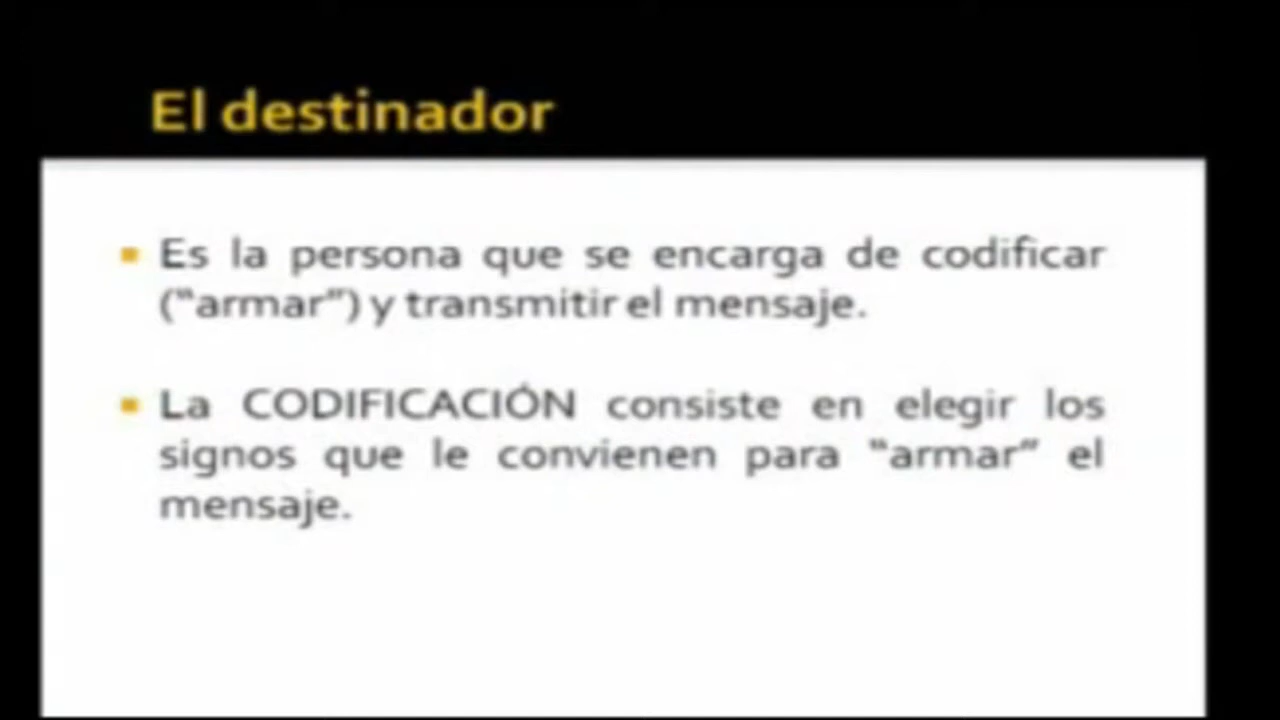 El destinador
Es la persona que se encarga de codificar
("armar") y transmitir el mensaje.
La CODIFICACIÓN consiste en elegir los
signos que le convienen para "armar" el
mensaje.